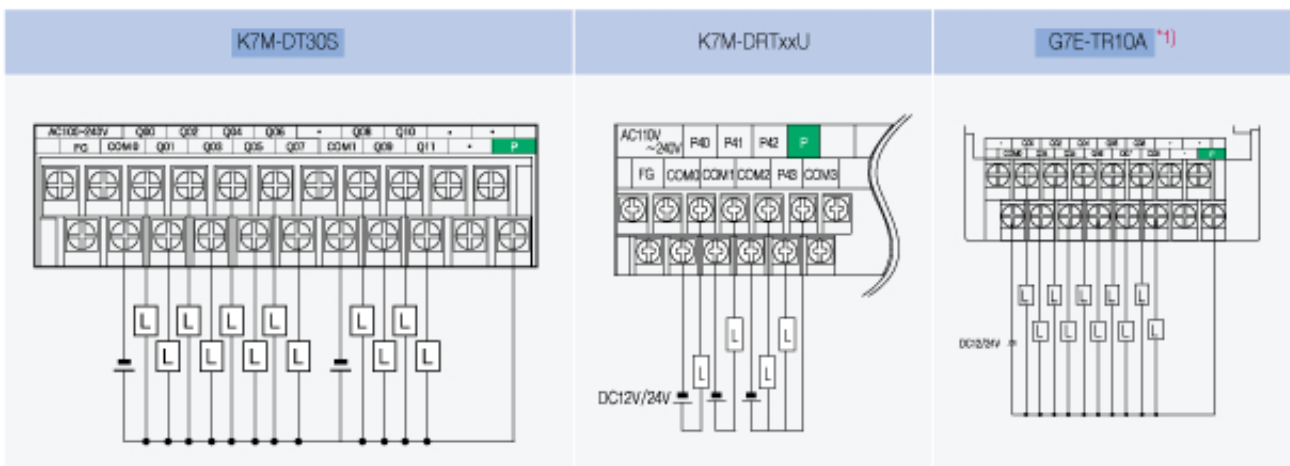 K7M-DT30S
K7M-DRTxxU
G7E-TR10A *1)
AC100~240V Q00 Q02 Q04 Q06 • Q08 Q10 • •
FG COM0 Q01 Q03 Q05 Q07 COM1 Q09 Q11 • P
L L L L L L
L L L L L L
AC110V
~240V P40 P41 P42 P
FG COM0 COM1 COM2 P43 COM3
L L
L L
DC12V/24V
COM0 P
L L L L L
L L L L L
DC12/24V